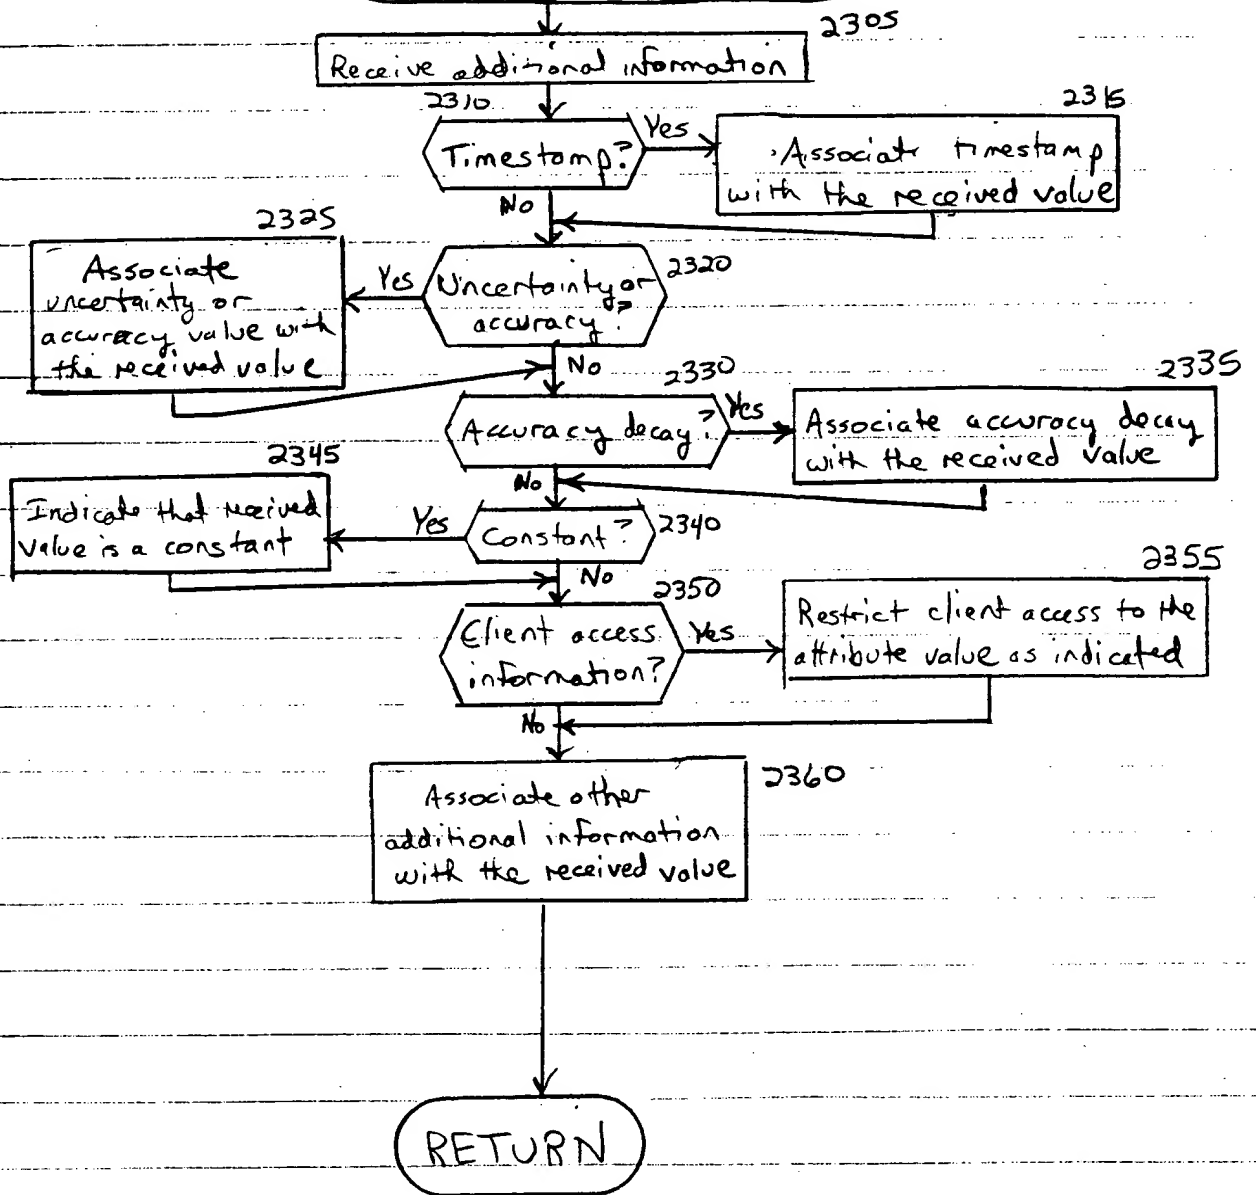 2305
Receive additional information
2310
Timestamp?
Yes
2315
Associate timestamp
with the received value
No
2325
Associate
uncertainty or
accuracy value with
the received value
Yes
Uncertainty or
accuracy?
2320
No
2330
Accuracy decay?
Yes
2335
Associate accuracy decay
with the received value
No
2345
Indicate that received
value is a constant
Yes
Constant?
2340
No
2350
Client access
information?
Yes
2355
Restrict client access to the
attribute value as indicated
No
2360
Associate other
additional information
with the received value
RETURN